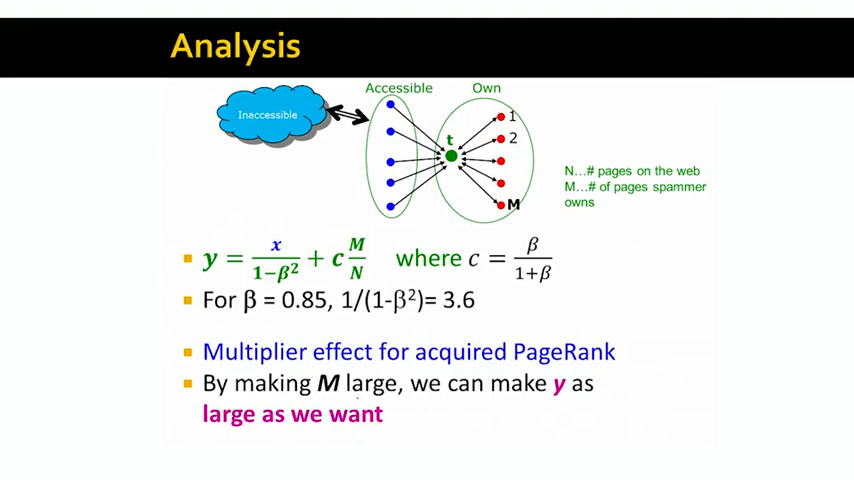 Analysis
Accessible Own
Inaccessible
t
1
2
M
N...# pages on the web
M...# of pages spammer
owns
y = x/(1−β²) + c M/N where c = β/(1+β)
For β = 0.85, 1/(1-β²)= 3.6
Multiplier effect for acquired PageRank
By making M large, we can make y as
large as we want